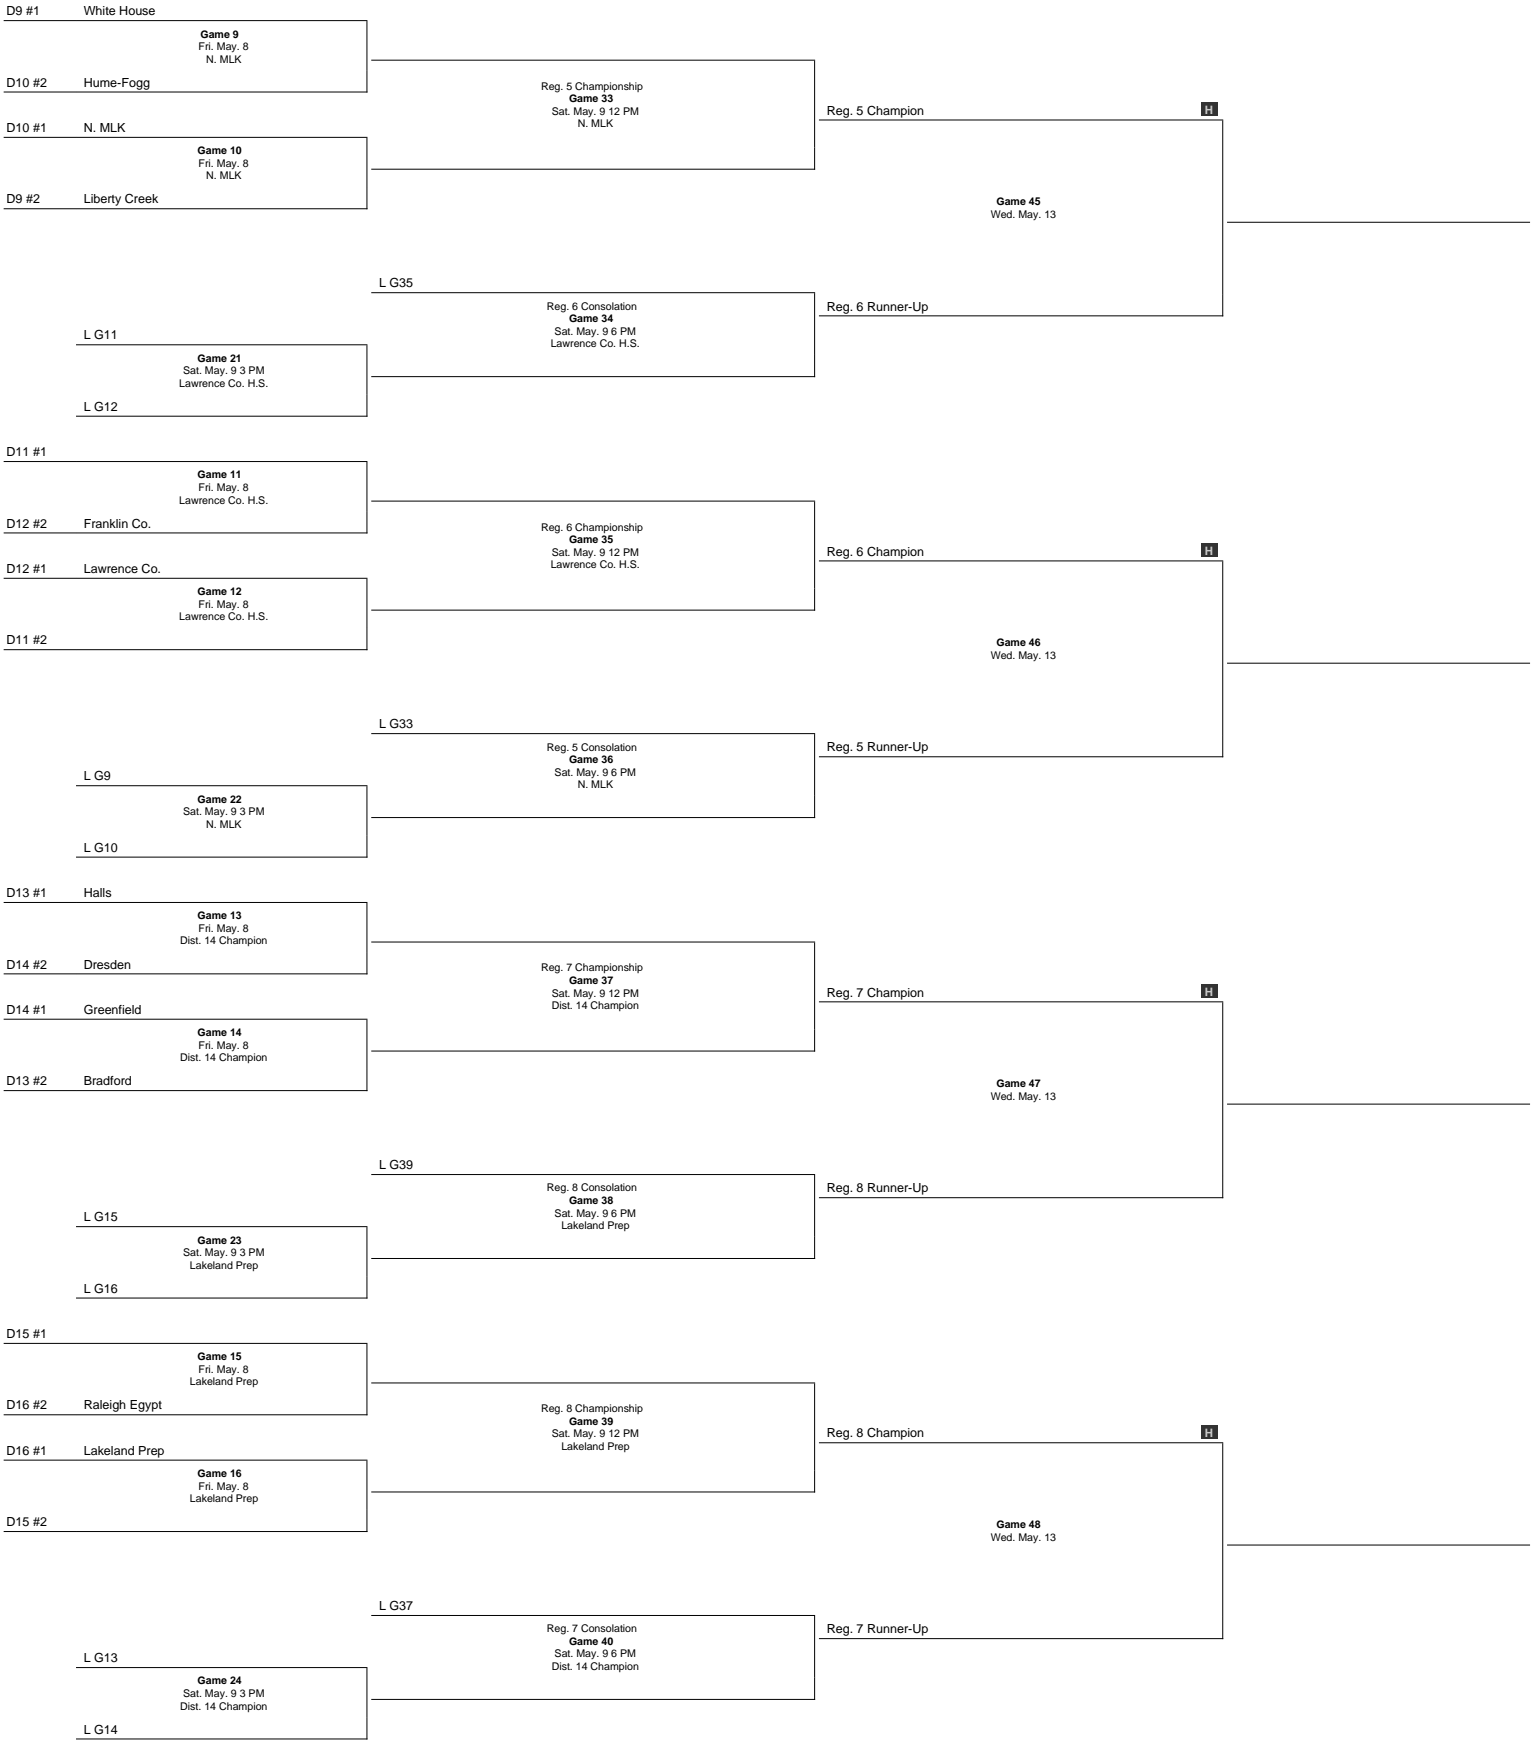 D9 #1 White House
Game 9
Fri. May. 8
N. MLK
D10 #2 Hume-Fogg
Reg. 5 Championship
Game 33
Sat. May. 9 12 PM
N. MLK
Reg. 5 Champion H
D10 #1 N. MLK
Game 10
Fri. May. 8
N. MLK
D9 #2 Liberty Creek
Game 45
Wed. May. 13
L G35
Reg. 6 Consolation
Game 34
Sat. May. 9 6 PM
Lawrence Co. H.S.
Reg. 6 Runner-Up
L G11
Game 21
Sat. May. 9 3 PM
Lawrence Co. H.S.
L G12
D11 #1
Game 11
Fri. May. 8
Lawrence Co. H.S.
D12 #2 Franklin Co.
Reg. 6 Championship
Game 35
Sat. May. 9 12 PM
Lawrence Co. H.S.
Reg. 6 Champion H
D12 #1 Lawrence Co.
Game 12
Fri. May. 8
Lawrence Co. H.S.
D11 #2
Game 46
Wed. May. 13
L G33
Reg. 5 Consolation
Game 36
Sat. May. 9 6 PM
N. MLK
Reg. 5 Runner-Up
L G9
Game 22
Sat. May. 9 3 PM
N. MLK
L G10
D13 #1 Halls
Game 13
Fri. May. 8
Dist. 14 Champion
D14 #2 Dresden
Reg. 7 Championship
Game 37
Sat. May. 9 12 PM
Dist. 14 Champion
Reg. 7 Champion H
D14 #1 Greenfield
Game 14
Fri. May. 8
Dist. 14 Champion
D13 #2 Bradford
Game 47
Wed. May. 13
L G39
Reg. 8 Consolation
Game 38
Sat. May. 9 6 PM
Lakeland Prep
Reg. 8 Runner-Up
L G15
Game 23
Sat. May. 9 3 PM
Lakeland Prep
L G16
D15 #1
Game 15
Fri. May. 8
Lakeland Prep
D16 #2 Raleigh Egypt
Reg. 8 Championship
Game 39
Sat. May. 9 12 PM
Lakeland Prep
Reg. 8 Champion H
D16 #1 Lakeland Prep
Game 16
Fri. May. 8
Lakeland Prep
D15 #2
Game 48
Wed. May. 13
L G37
Reg. 7 Consolation
Game 40
Sat. May. 9 6 PM
Dist. 14 Champion
Reg. 7 Runner-Up
L G13
Game 24
Sat. May. 9 3 PM
Dist. 14 Champion
L G14